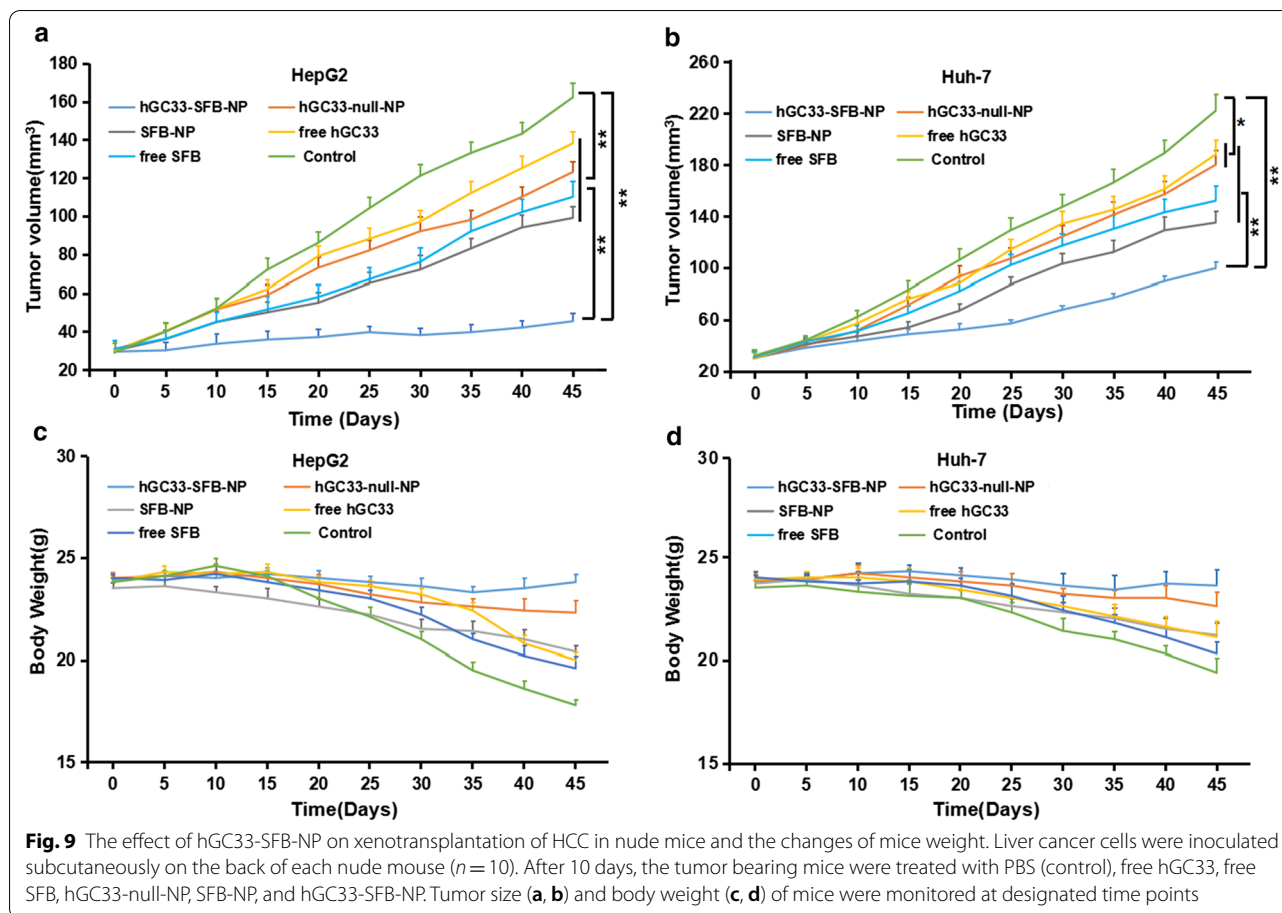 a
HepG2
hGC33-SFB-NP
hGC33-null-NP
SFB-NP
free hGC33
free SFB
Control
Tumor volume(mm³)
180
160
140
120
100
80
60
40
20
0 5 10 15 20 25 30 35 40 45
Time (Days)
**
**
**
b
Huh-7
hGC33-SFB-NP
hGC33-null-NP
SFB-NP
free hGC33
free SFB
Control
Tumor volume(mm³)
260
220
180
140
100
60
20
0 5 10 15 20 25 30 35 40 45
Time (Days)
*
**
**
c
HepG2
hGC33-SFB-NP
hGC33-null-NP
SFB-NP
free hGC33
free SFB
Control
Body Weight(g)
30
25
20
15
0 5 10 15 20 25 30 35 40 45
Time(Days)
d
Huh-7
hGC33-SFB-NP
hGC33-null-NP
SFB-NP
free hGC33
free SFB
Control
Body Weight(g)
30
25
20
15
0 5 10 15 20 25 30 35 40 45
Time(Days)
Fig. 9 The effect of hGC33-SFB-NP on xenotransplantation of HCC in nude mice and the changes of mice weight. Liver cancer cells were inoculated
subcutaneously on the back of each nude mouse (n = 10). After 10 days, the tumor bearing mice were treated with PBS (control), free hGC33, free
SFB, hGC33-null-NP, SFB-NP, and hGC33-SFB-NP. Tumor size (a, b) and body weight (c, d) of mice were monitored at designated time points